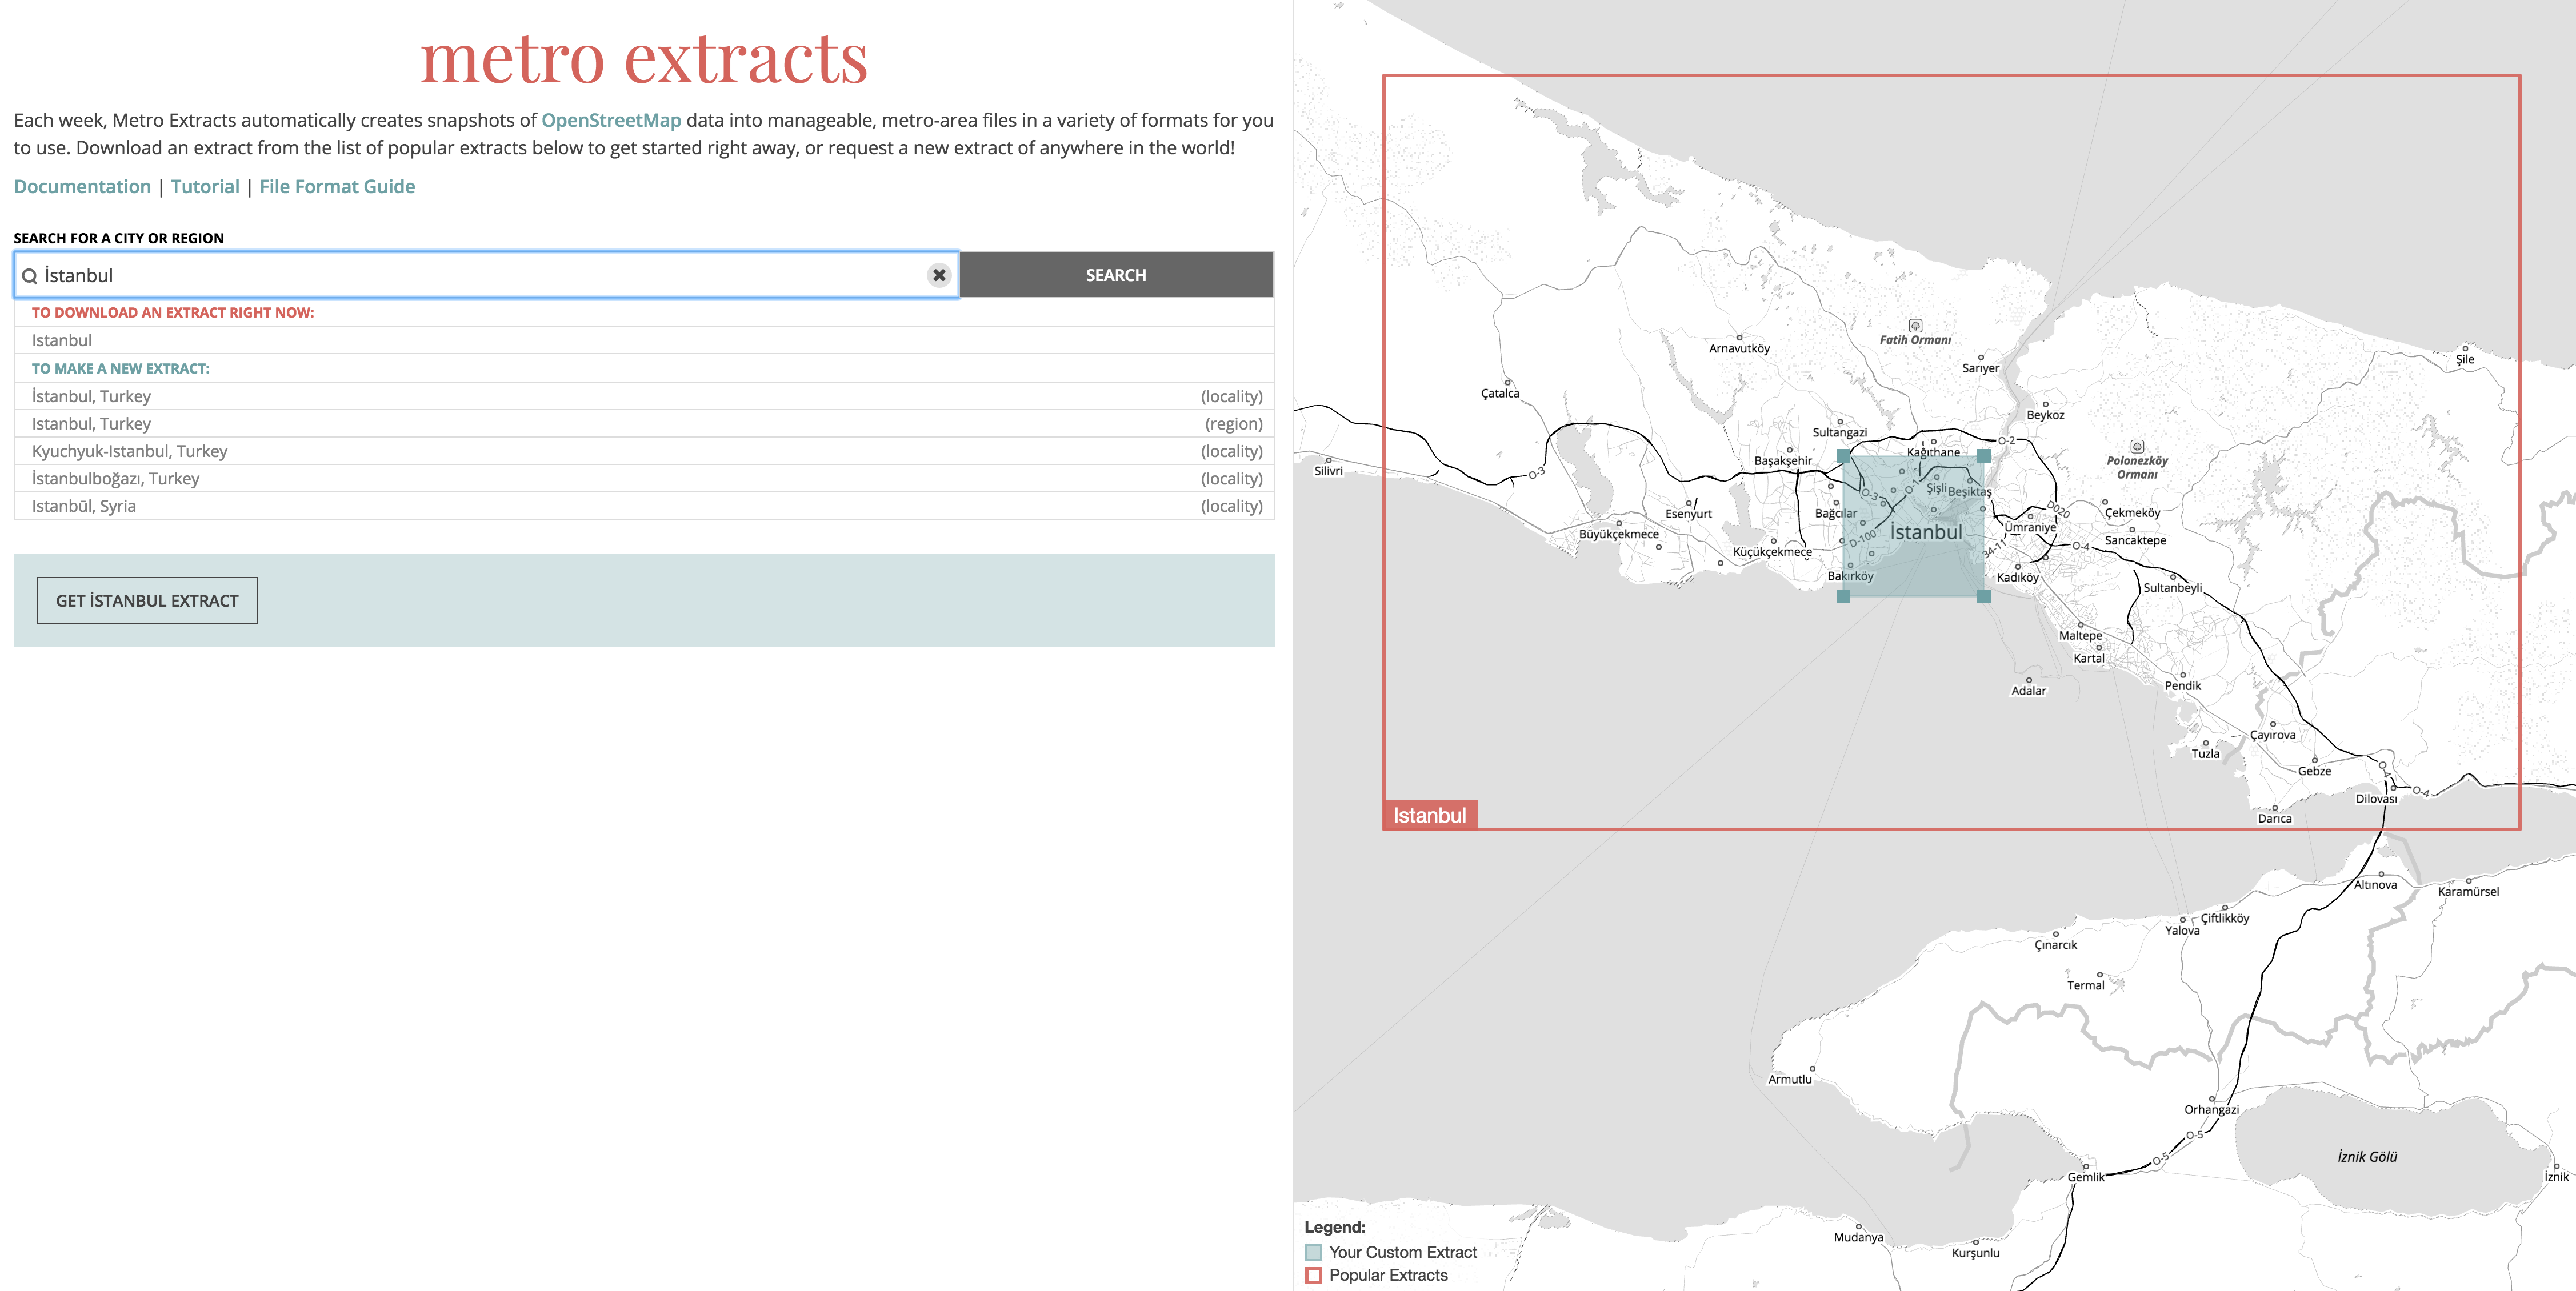 metro extracts
Each week, Metro Extracts automatically creates snapshots of OpenStreetMap data into manageable, metro-area files in a variety of formats for you
to use. Download an extract from the list of popular extracts below to get started right away, or request a new extract of anywhere in the world!
Documentation | Tutorial | File Format Guide
SEARCH FOR A CITY OR REGION
İstanbul
SEARCH
TO DOWNLOAD AN EXTRACT RIGHT NOW:
Istanbul
TO MAKE A NEW EXTRACT:
İstanbul, Turkey (locality)
Istanbul, Turkey (region)
Kyuchyuk-Istanbul, Turkey (locality)
İstanbulboğazı, Turkey (locality)
Istanbūl, Syria (locality)
GET İSTANBUL EXTRACT
Fatih Ormanı
Arnavutköy
Sarıyer
Şile
Çatalca
Beykoz
Sultangazi
O-2
Kağıthane
Başakşehir
Polonezköy
Ormanı
Silivri
O-3
O-3
O-1
Şişli
Beşiktaş
Esenyurt
Bağcılar
D020
Çekmeköy
Ümraniye
Büyükçekmece
İstanbul
D-100
Sancaktepe
Küçükçekmece
34-11
O-4
Bakırköy
Kadıköy
Sultanbeyli
Maltepe
Kartal
Adalar
Pendik
Çayırova
Tuzla
Gebze
O-4
O-4
Dilovası
Istanbul
Darıca
Altınova
Karamürsel
Çiftlikköy
Yalova
Çınarcık
Termal
Armutlu
Orhangazi
O-5
O-5
İznik Gölü
Gemlik
İznik
Mudanya
Kurşunlu
Legend:
Your Custom Extract
Popular Extracts